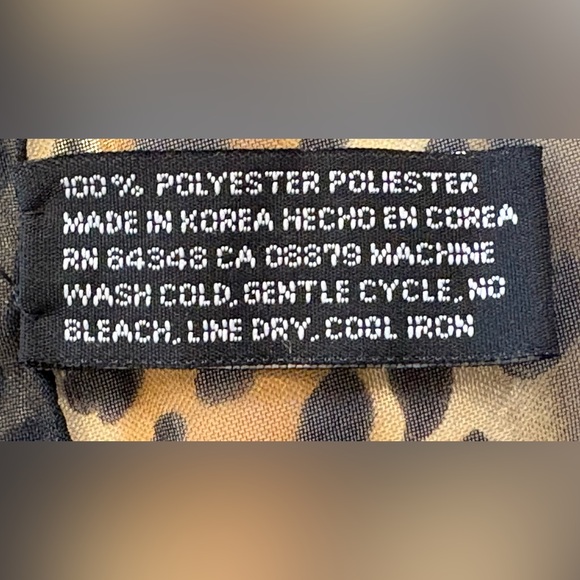 100% POLYESTER POLIESTER
MADE IN KOREA HECHO EN COREA
RN 64348 CA 08879 MACHINE
WASH COLD, GENTLE CYCLE, NO
BLEACH, LINE DRY, COOL IRON